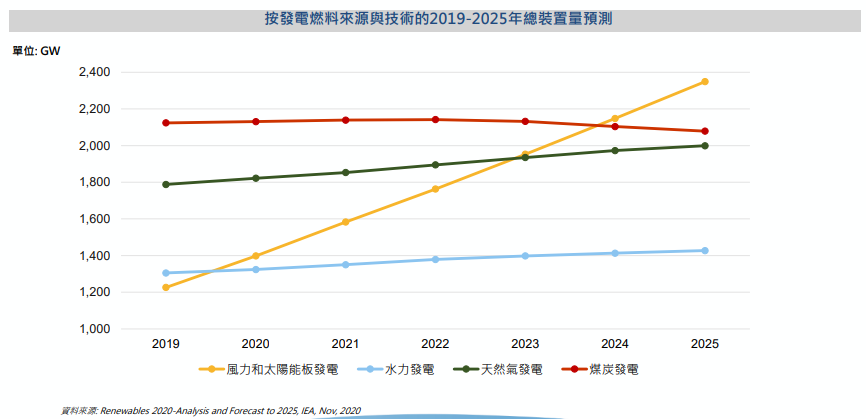 按發電燃料來源與技術的2019-2025年總裝置量預測
單位: GW
2,400
2,200
2,000
1,800
1,600
1,400
1,200
1,000
2019 2020 2021 2022 2023 2024 2025
風力和太陽能板發電 水力發電 天然氣發電 煤炭發電
資料來源: Renewables 2020-Analysis and Forecast to 2025, IEA, Nov, 2020